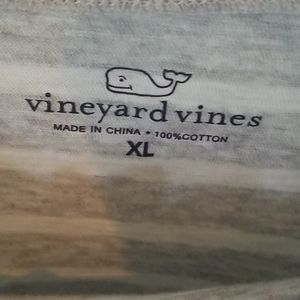 vineyard vines
MADE IN CHINA • 100%COTTON
XL